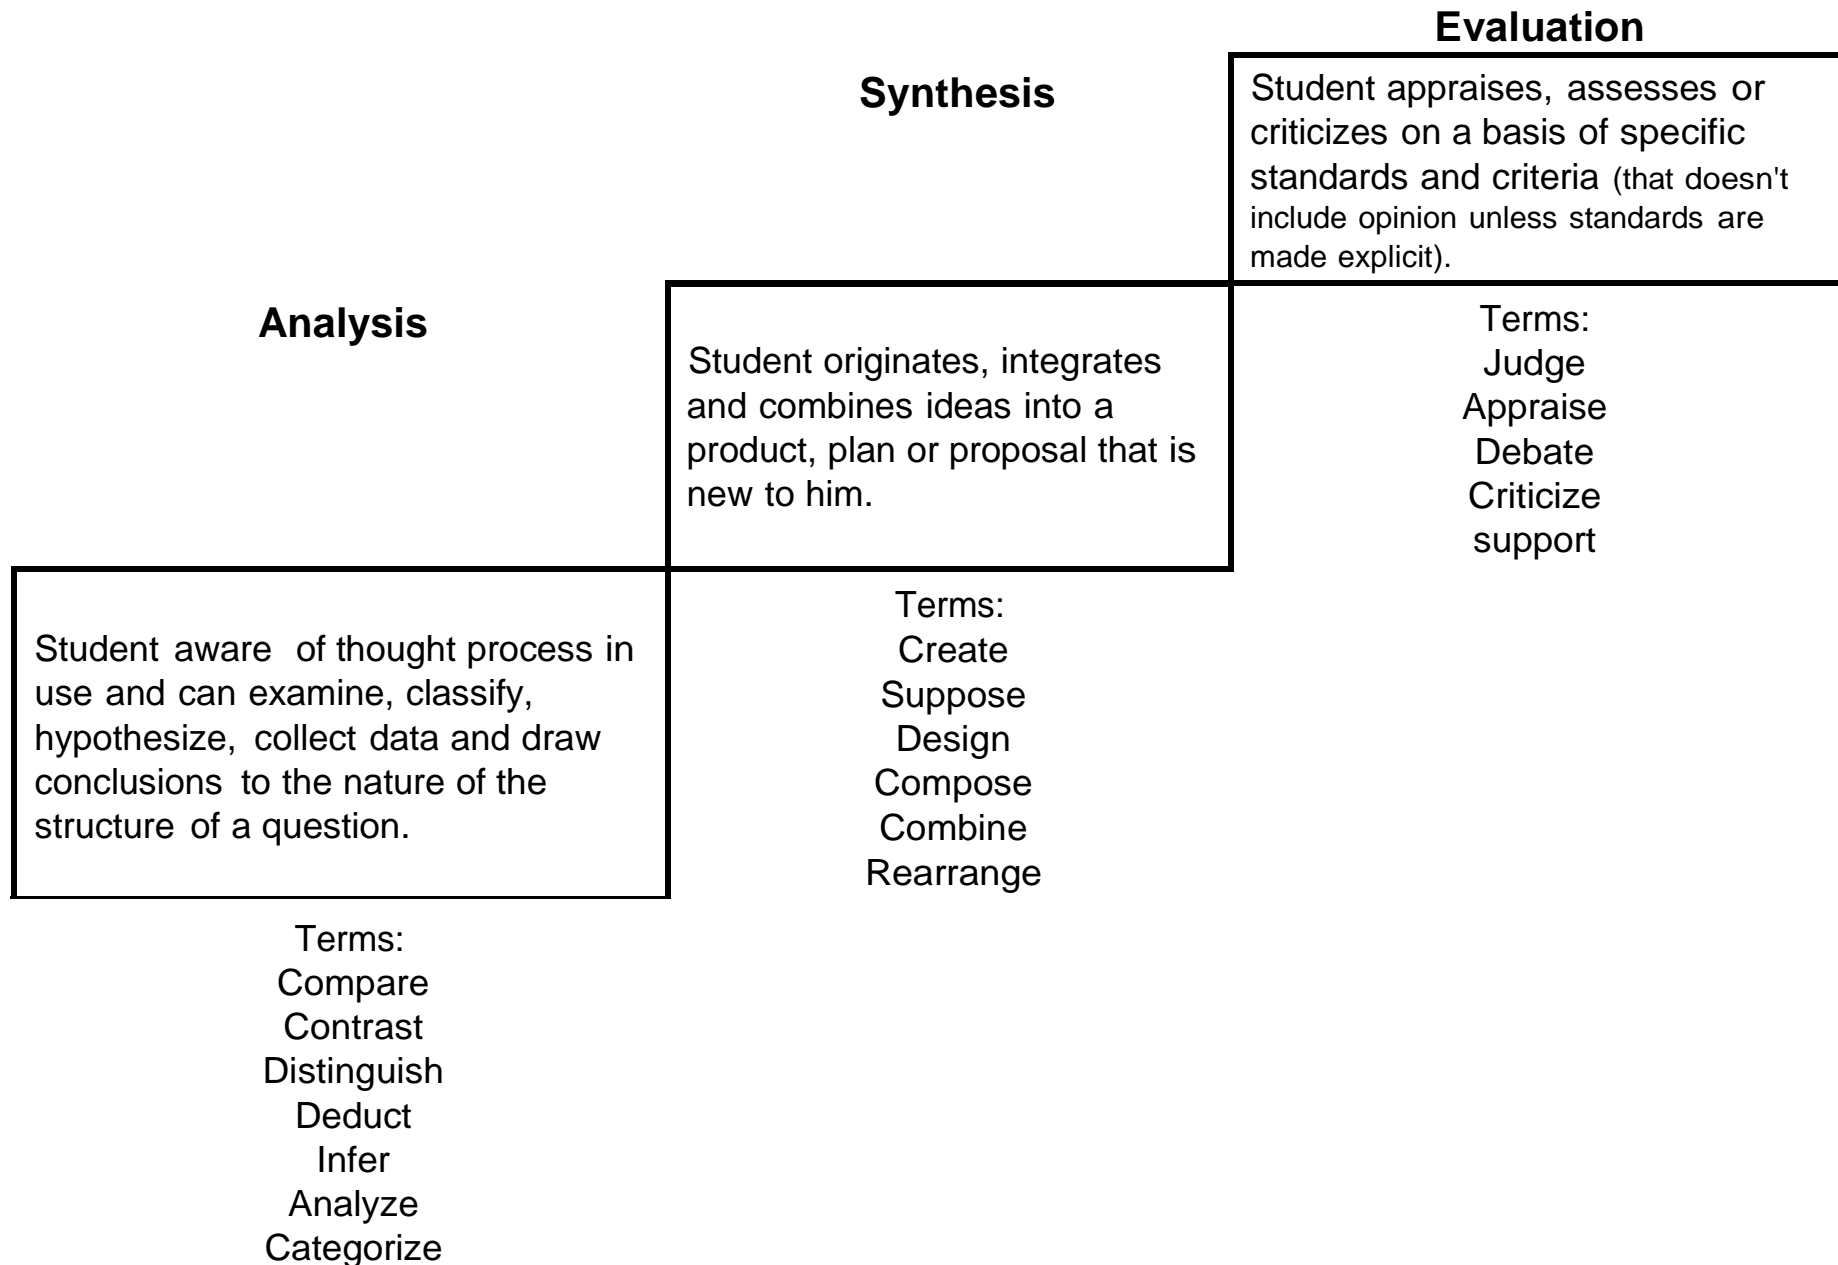 Evaluation
Student appraises, assesses or
criticizes on a basis of specific
standards and criteria (that doesn't
include opinion unless standards are
made explicit).
Terms:
Judge
Appraise
Debate
Criticize
support
Synthesis
Student originates, integrates
and combines ideas into a
product, plan or proposal that is
new to him.
Terms:
Create
Suppose
Design
Compose
Combine
Rearrange
Analysis
Student aware of thought process in
use and can examine, classify,
hypothesize, collect data and draw
conclusions to the nature of the
structure of a question.
Terms:
Compare
Contrast
Distinguish
Deduct
Infer
Analyze
Categorize